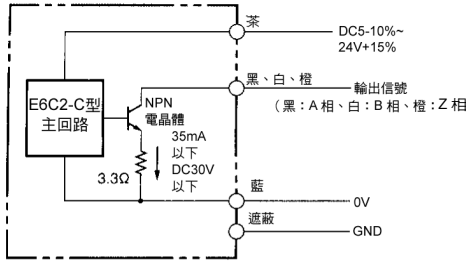 茶
DC5-10%~
24V+15%
黑、白、橙
輸出信號
（黑：A相、白：B相、橙：Z相
E6C2-C型
主回路
NPN
電晶體
35mA
以下
DC30V
以下
3.3Ω
藍
0V
遮蔽
GND